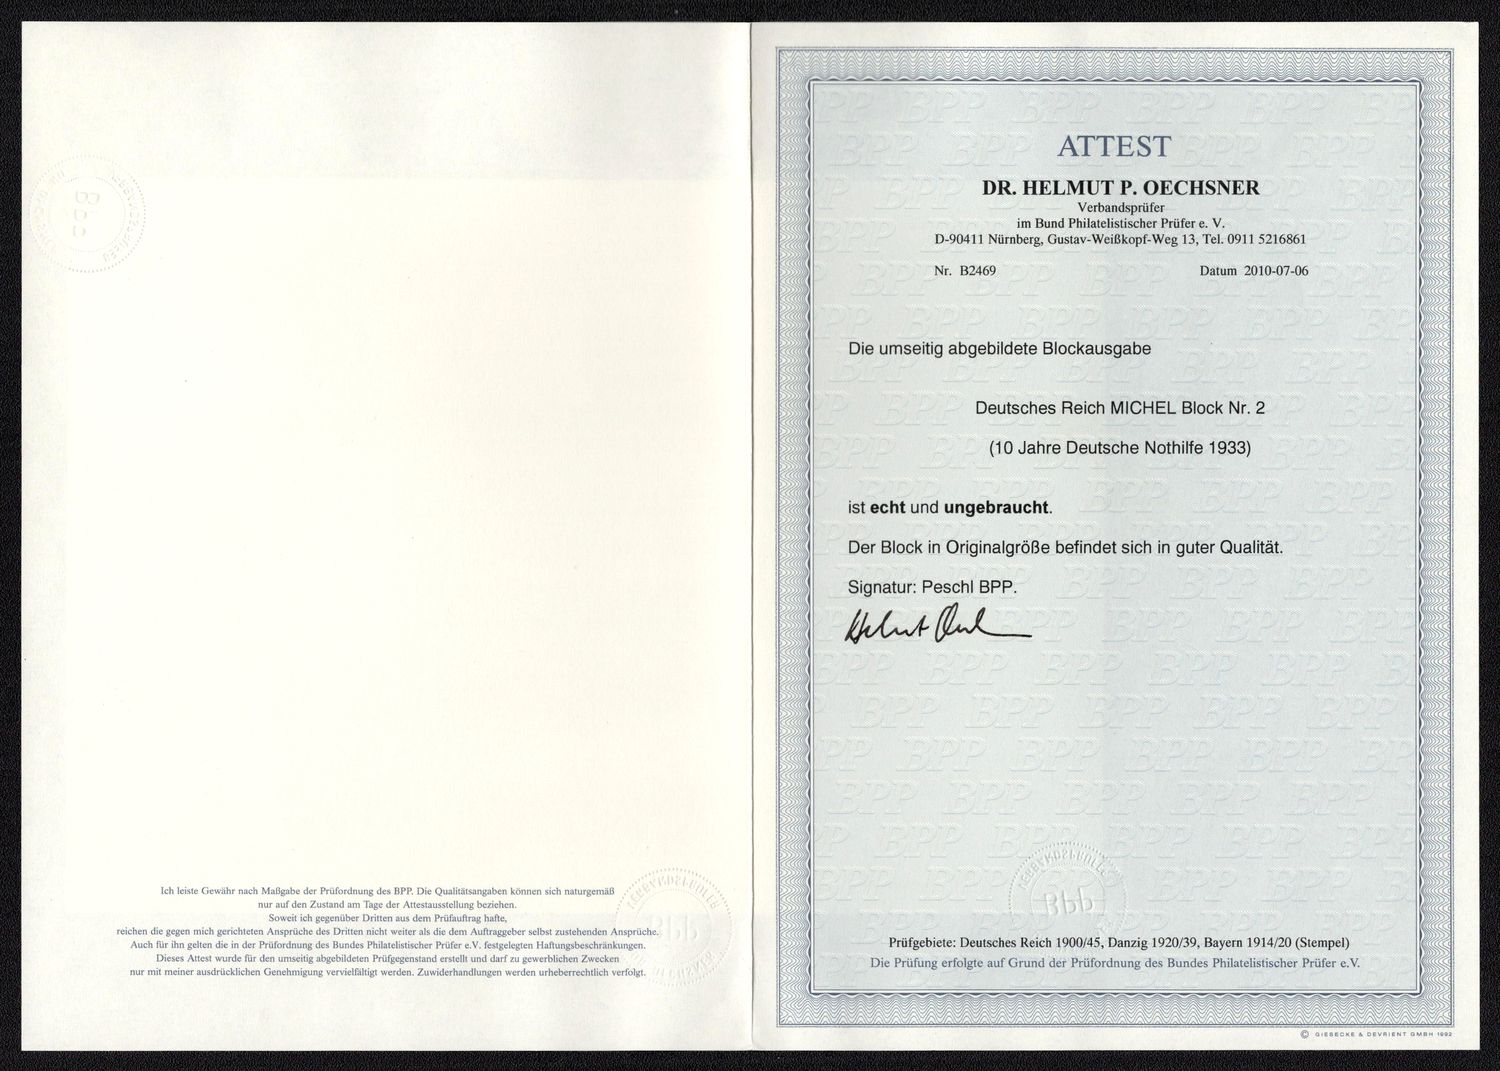 Ich leiste Gewähr nach Maßgabe der Prüfordnung des BPP. Die Qualitätsangaben können sich naturgemäß
nur auf den Zustand am Tage der Attestausstellung beziehen.
Soweit ich gegenüber Dritten aus dem Prüfauftrag hafte,
reichen die gegen mich gerichteten Ansprüche des Dritten nicht weiter als die dem Auftraggeber selbst zustehenden Ansprüche.
Auch für ihn gelten die in der Prüfordnung des Bundes Philatelistischer Prüfer e.V. festgelegten Haftungsbeschränkungen.
Dieses Attest wurde für den umseitig abgebildeten Prüfgegenstand erstellt und darf zu gewerblichen Zwecken
nur mit meiner ausdrücklichen Genehmigung vervielfältigt werden. Zuwiderhandlungen werden urheberrechtlich verfolgt.
ATTEST
DR. HELMUT P. OECHSNER
Verbandsprüfer
im Bund Philatelistischer Prüfer e. V.
D-90411 Nürnberg, Gustav-Weißkopf-Weg 13, Tel. 0911 5216861
Nr. B2469 Datum 2010-07-06
Die umseitig abgebildete Blockausgabe
Deutsches Reich MICHEL Block Nr. 2
(10 Jahre Deutsche Nothilfe 1933)
ist echt und ungebraucht.
Der Block in Originalgröße befindet sich in guter Qualität.
Signatur: Peschl BPP.
BPP
Prüfgebiete: Deutsches Reich 1900/45, Danzig 1920/39, Bayern 1914/20 (Stempel)
Die Prüfung erfolgte auf Grund der Prüfordnung des Bundes Philatelistischer Prüfer e.V.
© GIESECKE & DEVRIENT GMBH 1992